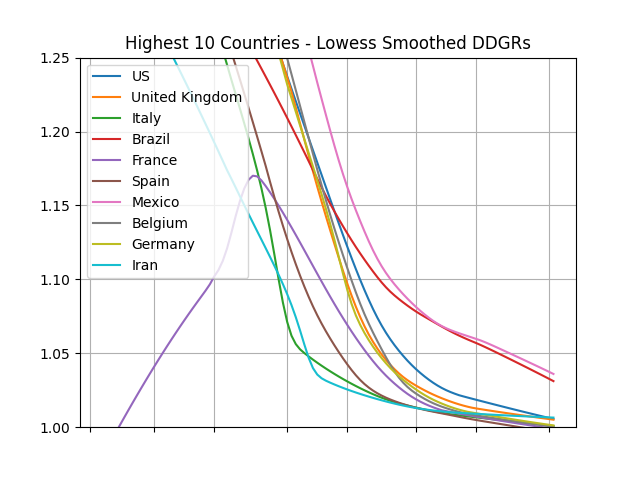 Highest 10 Countries - Lowess Smoothed DDGRs
1.25
1.20
1.15
1.10
1.05
1.00
US
United Kingdom
Italy
Brazil
France
Spain
Mexico
Belgium
Germany
Iran